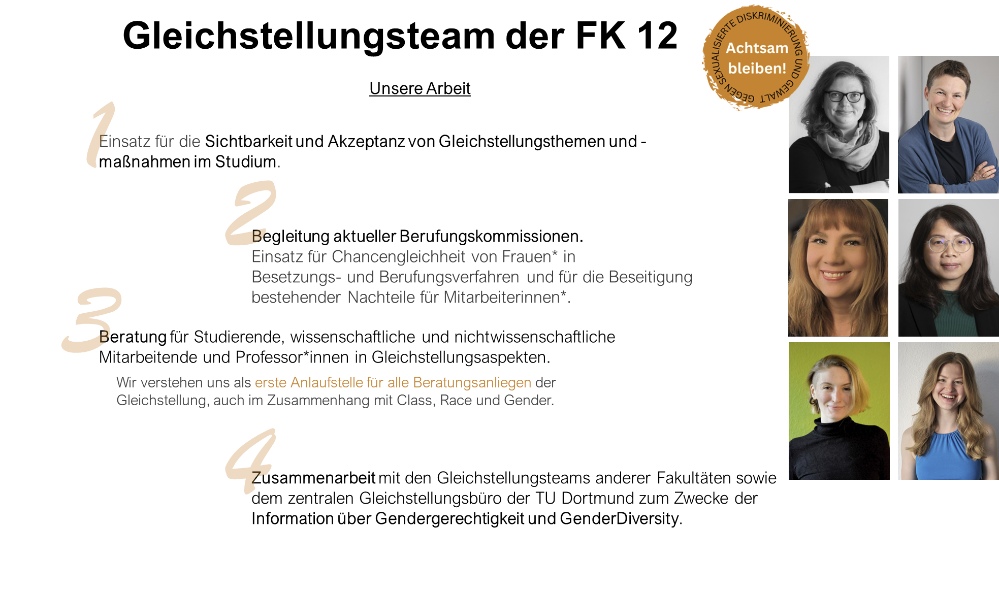 Gleichstellungsteam der FK 12
GEGEN SEXUALISIERTE DISKRIMINIERUNG UND GEWALT
Achtsam
bleiben!
Unsere Arbeit
1
Einsatz für die Sichtbarkeit und Akzeptanz von Gleichstellungsthemen und -
maßnahmen im Studium.
2
Begleitung aktueller Berufungskommissionen.
Einsatz für Chancengleichheit von Frauen* in
Besetzungs- und Berufungsverfahren und für die Beseitigung
bestehender Nachteile für Mitarbeiterinnen*.
3
Beratung für Studierende, wissenschaftliche und nichtwissenschaftliche
Mitarbeitende und Professor*innen in Gleichstellungsaspekten.
Wir verstehen uns als erste Anlaufstelle für alle Beratungsanliegen der
Gleichstellung, auch im Zusammenhang mit Class, Race und Gender.
4
Zusammenarbeit mit den Gleichstellungsteams anderer Fakultäten sowie
dem zentralen Gleichstellungsbüro der TU Dortmund zum Zwecke der
Information über Gendergerechtigkeit und GenderDiversity.